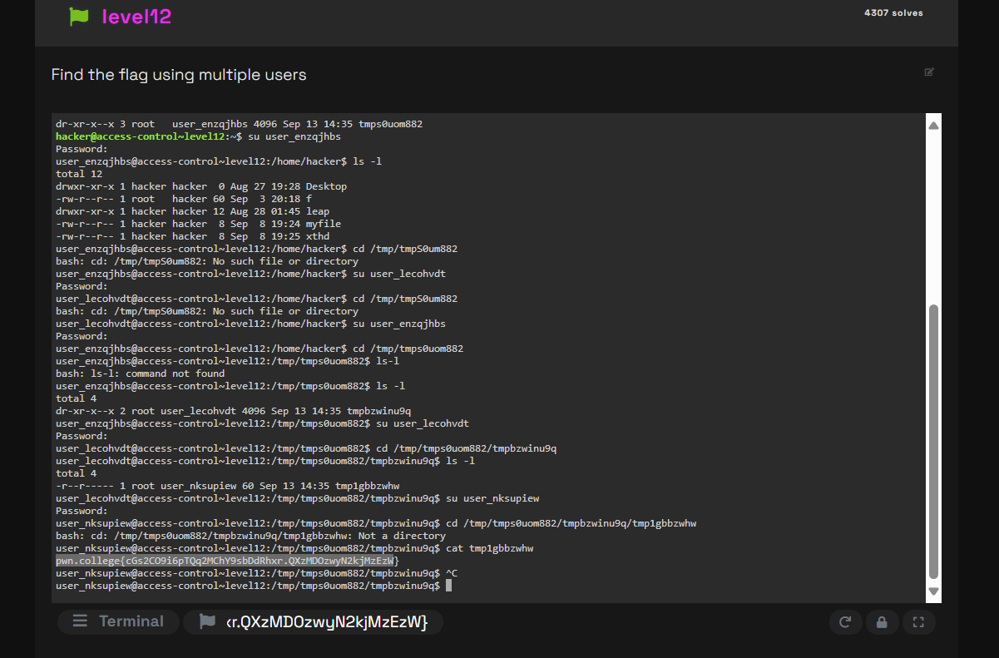 level12
4307 solves
Find the flag using multiple users
dr-xr-x--x 3 root   user_enzqjhbs 4096 Sep 13 14:35 tmps0uom882
hacker@access-control~level12:~$ su user_enzqjhbs
Password:
user_enzqjhbs@access-control~level12:/home/hacker$ ls -l
total 12
drwxr-xr-x 1 hacker hacker  0 Aug 27 19:28 Desktop
-rw-r--r-- 1 root   hacker 60 Sep  3 20:18 f
drwxr-xr-x 1 hacker hacker 12 Aug 28 01:45 leap
-rw-r--r-- 1 hacker hacker  8 Sep  8 19:24 myfile
-rw-r--r-- 1 hacker hacker  8 Sep  8 19:25 xthd
user_enzqjhbs@access-control~level12:/home/hacker$ cd /tmp/tmpS0um882
bash: cd: /tmp/tmpS0um882: No such file or directory
user_enzqjhbs@access-control~level12:/home/hacker$ su user_lecohvdt
Password:
user_lecohvdt@access-control~level12:/home/hacker$ cd /tmp/tmpS0um882
bash: cd: /tmp/tmpS0um882: No such file or directory
user_lecohvdt@access-control~level12:/home/hacker$ su user_enzqjhbs
Password:
user_enzqjhbs@access-control~level12:/home/hacker$ cd /tmp/tmps0uom882
user_enzqjhbs@access-control~level12:/tmp/tmps0uom882$ ls-l
bash: ls-l: command not found
user_enzqjhbs@access-control~level12:/tmp/tmps0uom882$ ls -l
total 4
dr-xr-x--x 2 root user_lecohvdt 4096 Sep 13 14:35 tmpbzwinu9q
user_enzqjhbs@access-control~level12:/tmp/tmps0uom882$ su user_lecohvdt
Password:
user_lecohvdt@access-control~level12:/tmp/tmps0uom882$ cd /tmp/tmps0uom882/tmpbzwinu9q
user_lecohvdt@access-control~level12:/tmp/tmps0uom882/tmpbzwinu9q$ ls -l
total 4
-r--r----- 1 root user_nksupiew 60 Sep 13 14:35 tmp1gbbzwhw
user_lecohvdt@access-control~level12:/tmp/tmps0uom882/tmpbzwinu9q$ su user_nksupiew
Password:
user_nksupiew@access-control~level12:/tmp/tmps0uom882/tmpbzwinu9q$ cd /tmp/tmps0uom882/tmpbzwinu9q/tmp1gbbzwhw
bash: cd: /tmp/tmps0uom882/tmpbzwinu9q/tmp1gbbzwhw: Not a directory
user_nksupiew@access-control~level12:/tmp/tmps0uom882/tmpbzwinu9q$ cat tmp1gbbzwhw
pwn.college{cGs2CO9i6pTQq2MChY9sbDdRhxr.QXzMDOzwyN2kjMzEzW}
user_nksupiew@access-control~level12:/tmp/tmps0uom882/tmpbzwinu9q$ ^C
user_nksupiew@access-control~level12:/tmp/tmps0uom882/tmpbzwinu9q$
Terminal
r.QXzMDOzwyN2kjMzEzW}